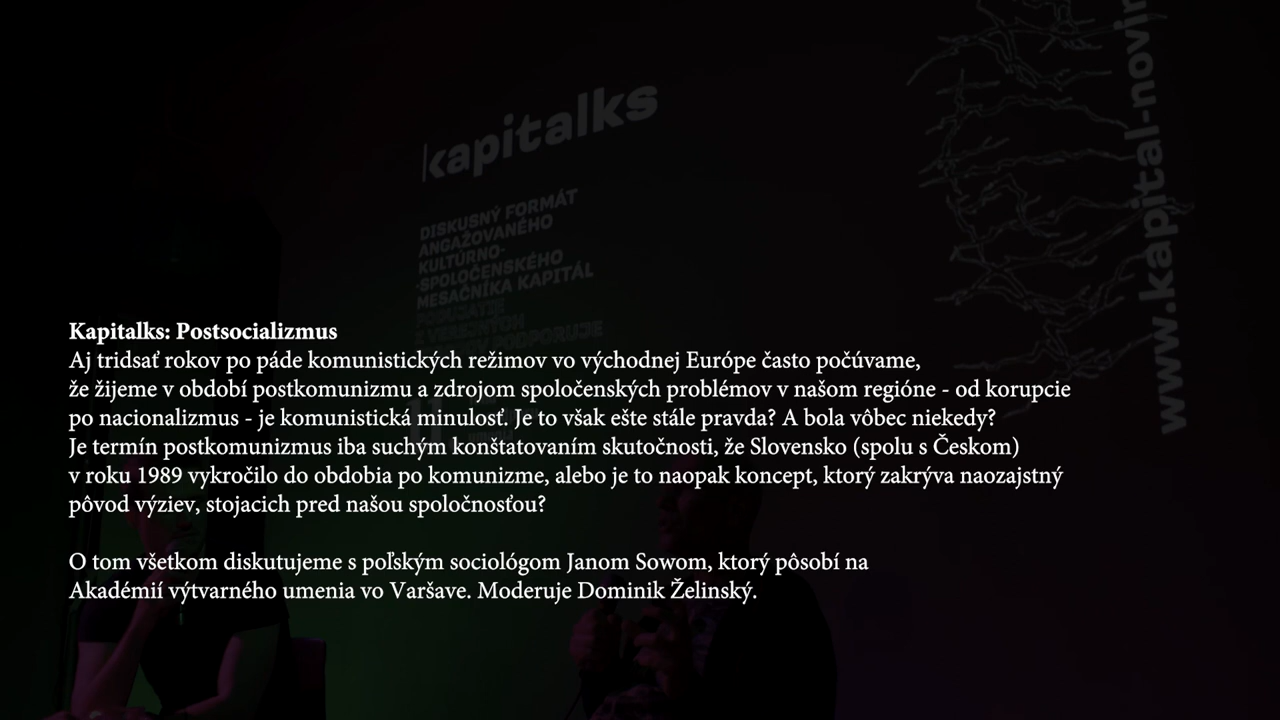 kapitalks
DISKUSNÝ FORMÁT
ANGAŽOVANÉHO
KULTÚRNO-
-SPOLOČENSKÉHO
MESAČNÍKA KAPITÁL
www.kapital-novin
Kapitalks: Postsocializmus
Aj tridsať rokov po páde komunistických režimov vo východnej Európe často počúvame,
že žijeme v období postkomunizmu a zdrojom spoločenských problémov v našom regióne - od korupcie
po nacionalizmus - je komunistická minulosť. Je to však ešte stále pravda? A bola vôbec niekedy?
Je termín postkomunizmus iba suchým konštatovaním skutočnosti, že Slovensko (spolu s Českom)
v roku 1989 vykročilo do obdobia po komunizme, alebo je to naopak koncept, ktorý zakrýva naozajstný
pôvod výziev, stojacich pred našou spoločnosťou?
O tom všetkom diskutujeme s poľským sociológom Janom Sowom, ktorý pôsobí na
Akadémií výtvarného umenia vo Varšave. Moderuje Dominik Želinský.